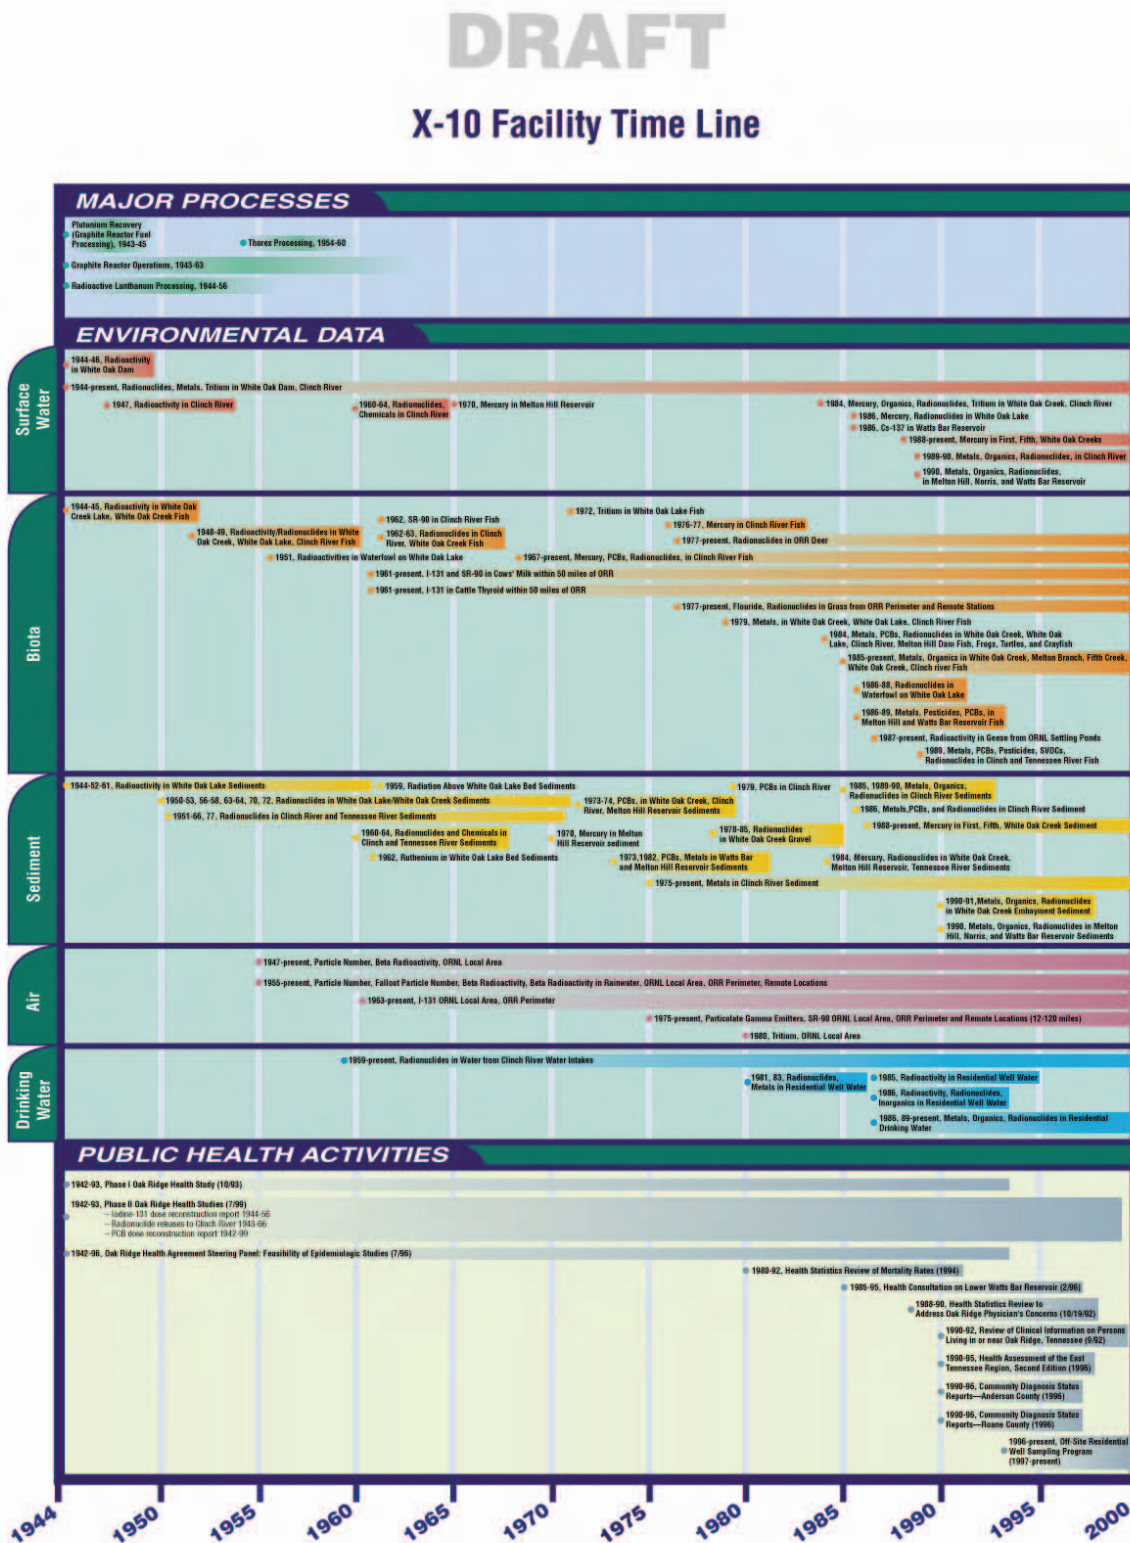 DRAFT
X-10 Facility Time Line
MAJOR PROCESSES
Plutonium Recovery
(Graphite Reactor Fuel
Processing), 1943-45
Thorex Processing, 1954-60
Graphite Reactor Operations, 1943-63
Radioactive Lanthanum Processing, 1944-56
ENVIRONMENTAL DATA
Surface
Water
1944-46, Radioactivity
in White Oak Dam
1944-present, Radionuclides, Metals, Tritium in White Oak Dam, Clinch River
1947, Radioactivity in Clinch River
1960-64, Radionuclides,
Chemicals in Clinch River
1970, Mercury in Melton Hill Reservoir
1984, Mercury, Organics, Radionuclides, Tritium in White Oak Creek, Clinch River
1986, Mercury, Radionuclides in White Oak Lake
1986, Cs-137 in Watts Bar Reservoir
1988-present, Mercury in First, Fifth, White Oak Creeks
1989-90, Metals, Organics, Radionuclides, in Clinch River
1990, Metals, Organics, Radionuclides,
in Melton Hill, Norris, and Watts Bar Reservoir
Biota
1944-45, Radioactivity in White Oak
Creek Lake, White Oak Creek Fish
1948-49, Radioactivity/Radionuclides in White
Oak Creek, White Oak Lake, Clinch River Fish
1962, SR-90 in Clinch River Fish
1962-63, Radionuclides in Clinch
River, White Oak Creek Fish
1972, Tritium in White Oak Lake Fish
1976-77, Mercury in Clinch River Fish
1977-present, Radionuclides in ORR Deer
1951, Radioactivities in Waterfowl on White Oak Lake
1957-present, Mercury, PCBs, Radionuclides, in Clinch River Fish
1961-present, I-131 and SR-90 in Cows' Milk within 50 miles of ORR
1961-present, I-131 in Cattle Thyroid within 50 miles of ORR
1977-present, Flouride, Radionuclides in Grass from ORR Perimeter and Remote Stations
1979, Metals, in White Oak Creek, White Oak Lake, Clinch River Fish
1984, Metals, PCBs, Radionuclides in White Oak Creek, White Oak
Lake, Clinch River, Melton Hill Dam Fish, Frogs, Turtles, and Crayfish
1985-present, Metals, Organics in White Oak Creek, Melton Branch, Fifth Creek,
White Oak Creek, Clinch river Fish
1986-88, Radionuclides in
Waterfowl on White Oak Lake
1986-89, Metals, Pesticides, PCBs, in
Melton Hill and Watts Bar Reservoir Fish
1987-present, Radioactivity in Geese from ORNL Settling Ponds
1989, Metals, PCBs, Pesticides, SVOCs,
Radionuclides in Clinch and Tennessee River Fish
Sediment
1944-52-61, Radioactivity in White Oak Lake Sediments
1959, Radiation Above White Oak Lake Bed Sediments
1979, PCBs in Clinch River
1985, 1989-90, Metals, Organics,
Radionuclides in Clinch River Sediments
1950-53, 56-58, 63-64, 70, 72, Radionuclides in White Oak Lake/White Oak Creek Sediments
1973-74, PCBs, in White Oak Creek, Clinch
River, Melton Hill Reservoir Sediments
1986, Metals,PCBs, and Radionuclides in Clinch River Sediment
1951-66, 77, Radionuclides in Clinch River and Tennessee River Sediments
1988-present, Mercury in First, Fifth, White Oak Creek Sediment
1960-64, Radionuclides and Chemicals in
Clinch and Tennessee River Sediments
1970, Mercury in Melton
Hill Reservoir sediment
1978-85, Radionuclides
in White Oak Creek Gravel
1962, Ruthenium in White Oak Lake Bed Sediments
1973,1982, PCBs, Metals in Watts Bar
and Melton Hill Reservoir Sediments
1984, Mercury, Radionuclides in White Oak Creek,
Melton Hill Reservoir, Tennessee River Sediments
1975-present, Metals in Clinch River Sediment
1990-91,Metals, Organics, Radionuclides
in White Oak Creek Embayment Sediment
1990, Metals, Organics, Radionuclides in Melton
Hill, Norris, and Watts Bar Reservoir Sediments
Air
1947-present, Particle Number, Beta Radioactivity, ORNL Local Area
1955-present, Particle Number, Fallout Particle Number, Beta Radioactivity, Beta Radioactivity in Rainwater, ORNL Local Area, ORR Perimeter, Remote Locations
1963-present, I-131 ORNL Local Area, ORR Perimeter
1975-present, Particulate Gamma Emitters, SR-90 ORNL Local Area, ORR Perimeter and Remote Locations (12-120 miles)
1980, Tritium, ORNL Local Area
Drinking
Water
1959-present, Radionuclides in Water from Clinch River Water Intakes
1981, 83, Radionuclides,
Metals in Residential Well Water
1985, Radioactivity in Residential Well Water
1986, Radioactivity, Radionuclides,
Inorganics in Residential Well Water
1986, 89-present, Metals, Organics, Radionuclides in Residential
Drinking Water
PUBLIC HEALTH ACTIVITIES
1942-93, Phase I Oak Ridge Health Study (10/93)
1942-93, Phase II Oak Ridge Health Studies (7/99)
– Iodine-131 dose reconstruction report 1944-56
– Radionuclide releases to Clinch River 1943-66
– PCB dose reconstruction report 1942-99
1942-96, Oak Ridge Health Agreement Steering Panel: Feasibility of Epidemiologic Studies (7/96)
1980-92, Health Statistics Review of Mortality Rates (1994)
1985-95, Health Consultation on Lower Watts Bar Reservoir (2/96)
1988-90, Health Statistics Review to
Address Oak Ridge Physician's Concerns (10/19/92)
1990-92, Review of Clinical Information on Persons
Living in or near Oak Ridge, Tennessee (9/92)
1990-95, Health Assessment of the East
Tennessee Region, Second Edition (1996)
1990-96, Community Diagnosis Status
Reports—Anderson County (1996)
1990-96, Community Diagnosis Status
Reports—Roane County (1996)
1996-present, Off-Site Residential
Well Sampling Program
(1997-present)
1944 1950 1955 1960 1965 1970 1975 1980 1985 1990 1995 2000